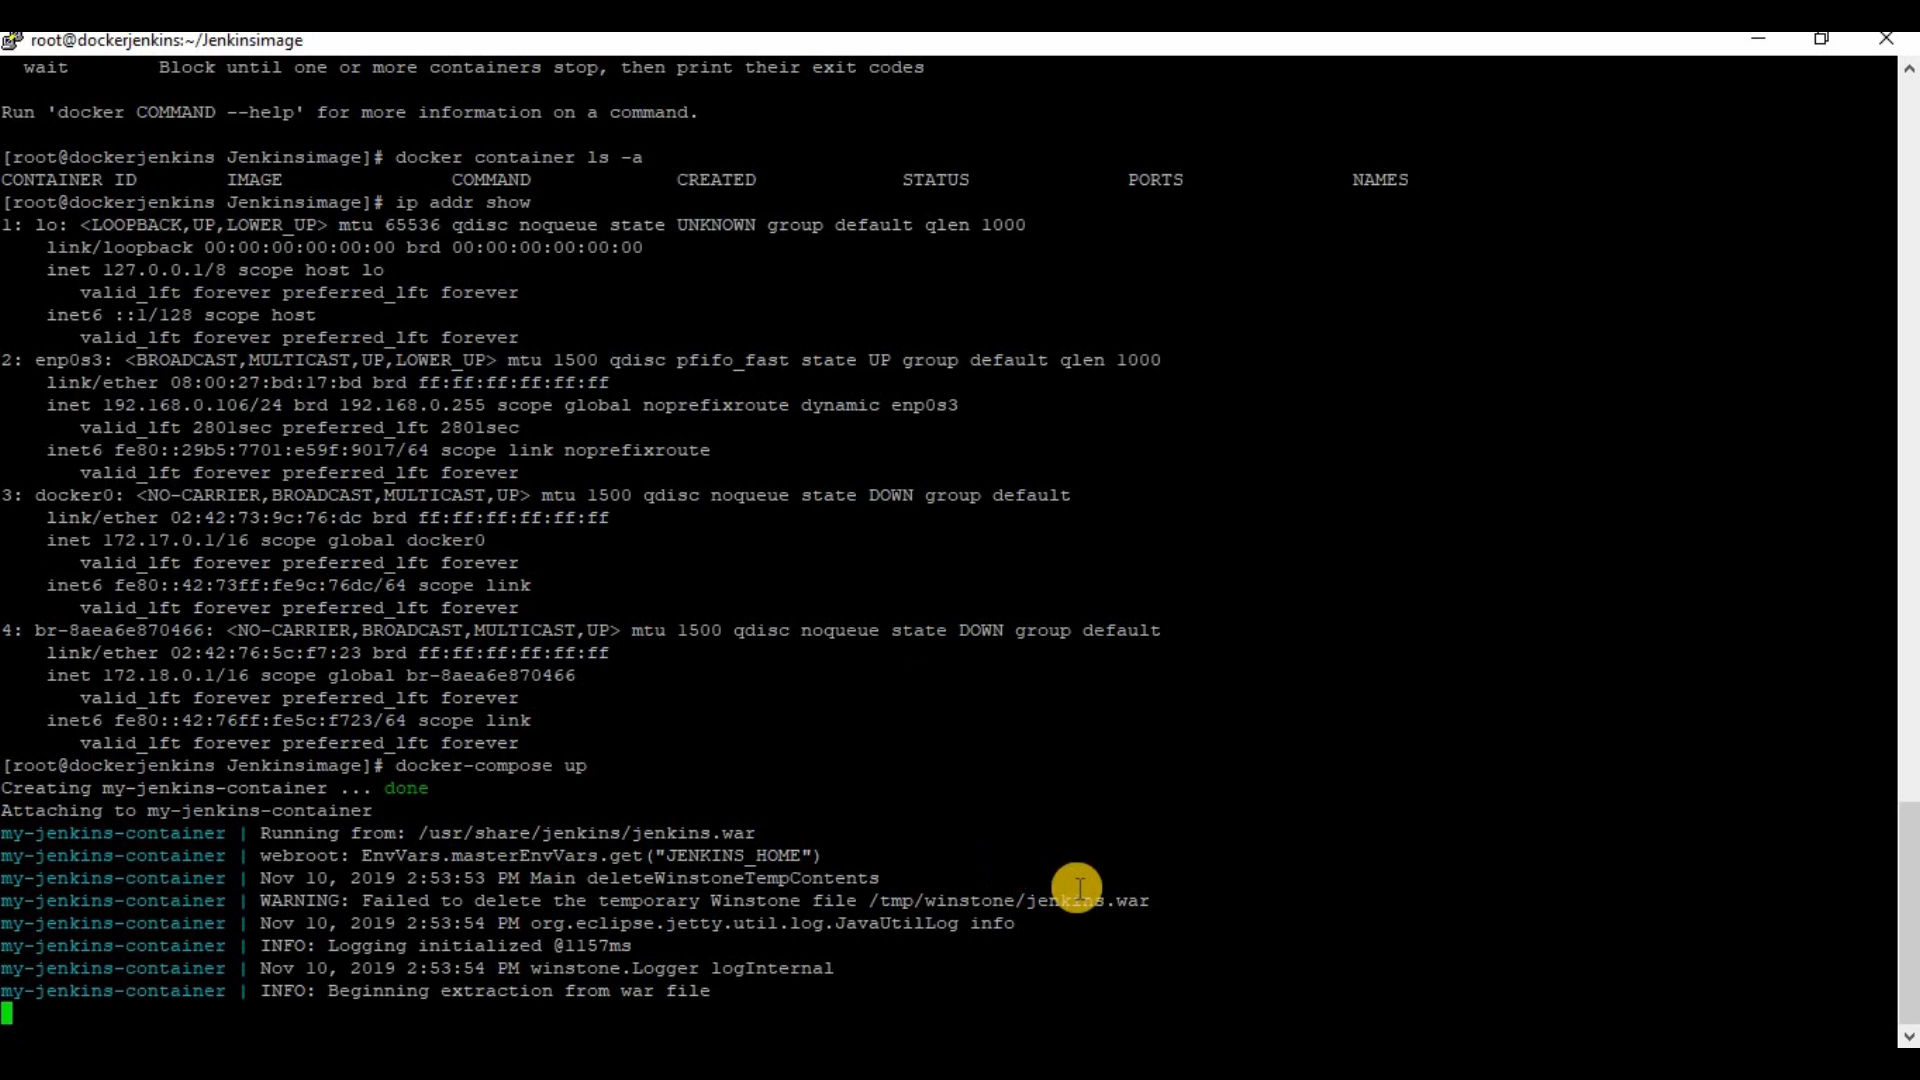 root@dockerjenkins:~/Jenkinsimage
wait Block until one or more containers stop, then print their exit codes
Run 'docker COMMAND --help' for more information on a command.
[root@dockerjenkins Jenkinsimage]# docker container ls -a
CONTAINER ID IMAGE COMMAND CREATED STATUS PORTS NAMES
[root@dockerjenkins Jenkinsimage]# ip addr show
1: lo: <LOOPBACK,UP,LOWER_UP> mtu 65536 qdisc noqueue state UNKNOWN group default qlen 1000
link/loopback 00:00:00:00:00:00 brd 00:00:00:00:00:00
inet 127.0.0.1/8 scope host lo
valid_lft forever preferred_lft forever
inet6 ::1/128 scope host
valid_lft forever preferred_lft forever
2: enp0s3: <BROADCAST,MULTICAST,UP,LOWER_UP> mtu 1500 qdisc pfifo_fast state UP group default qlen 1000
link/ether 08:00:27:bd:17:bd brd ff:ff:ff:ff:ff:ff
inet 192.168.0.106/24 brd 192.168.0.255 scope global noprefixroute dynamic enp0s3
valid_lft 2801sec preferred_lft 2801sec
inet6 fe80::29b5:7701:e59f:9017/64 scope link noprefixroute
valid_lft forever preferred_lft forever
3: docker0: <NO-CARRIER,BROADCAST,MULTICAST,UP> mtu 1500 qdisc noqueue state DOWN group default
link/ether 02:42:73:9c:76:dc brd ff:ff:ff:ff:ff:ff
inet 172.17.0.1/16 scope global docker0
valid_lft forever preferred_lft forever
inet6 fe80::42:73ff:fe9c:76dc/64 scope link
valid_lft forever preferred_lft forever
4: br-8aea6e870466: <NO-CARRIER,BROADCAST,MULTICAST,UP> mtu 1500 qdisc noqueue state DOWN group default
link/ether 02:42:76:5c:f7:23 brd ff:ff:ff:ff:ff:ff
inet 172.18.0.1/16 scope global br-8aea6e870466
valid_lft forever preferred_lft forever
inet6 fe80::42:76ff:fe5c:f723/64 scope link
valid_lft forever preferred_lft forever
[root@dockerjenkins Jenkinsimage]# docker-compose up
Creating my-jenkins-container ... done
Attaching to my-jenkins-container
my-jenkins-container | Running from: /usr/share/jenkins/jenkins.war
my-jenkins-container | webroot: EnvVars.masterEnvVars.get("JENKINS_HOME")
my-jenkins-container | Nov 10, 2019 2:53:53 PM Main deleteWinstoneTempContents
my-jenkins-container | WARNING: Failed to delete the temporary Winstone file /tmp/winstone/jenkins.war
my-jenkins-container | Nov 10, 2019 2:53:54 PM org.eclipse.jetty.util.log.JavaUtilLog info
my-jenkins-container | INFO: Logging initialized @1157ms
my-jenkins-container | Nov 10, 2019 2:53:54 PM winstone.Logger logInternal
my-jenkins-container | INFO: Beginning extraction from war file